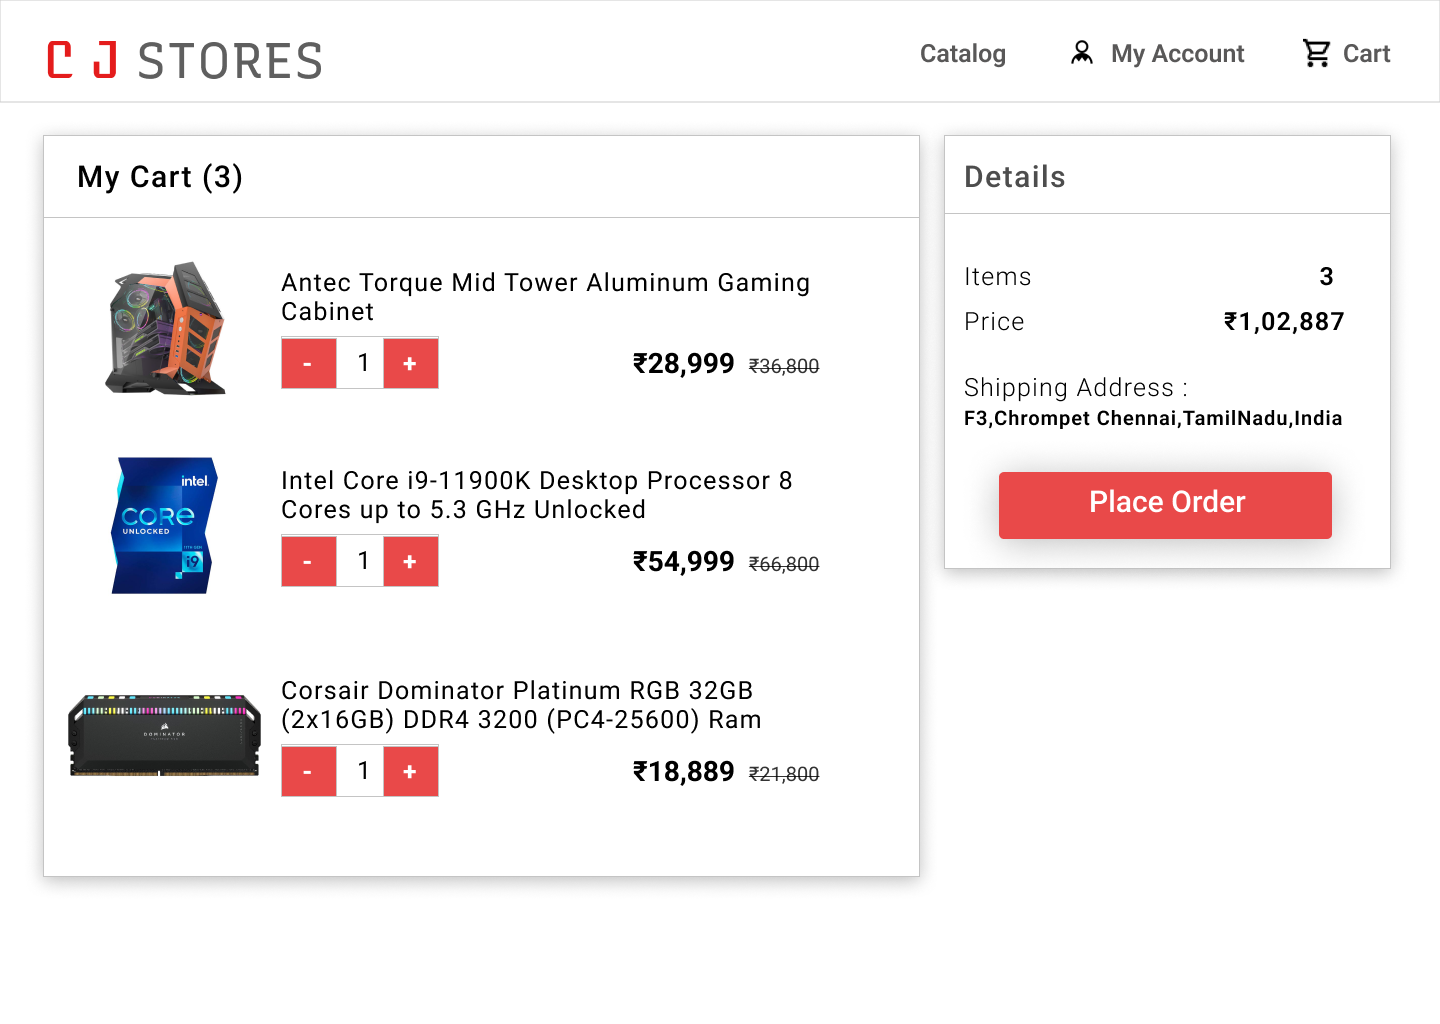 C J STORES
Catalog
My Account
Cart
My Cart (3)
Antec Torque Mid Tower Aluminum Gaming
Cabinet
- 1 +
₹28,999 ₹36,800
intel.
CORE
UNLOCKED
i9
Intel Core i9-11900K Desktop Processor 8
Cores up to 5.3 GHz Unlocked
- 1 +
₹54,999 ₹66,800
DOMINATOR
Corsair Dominator Platinum RGB 32GB
(2x16GB) DDR4 3200 (PC4-25600) Ram
- 1 +
₹18,889 ₹21,800
Details
Items 3
Price ₹1,02,887
Shipping Address :
F3,Chrompet Chennai,TamilNadu,India
Place Order